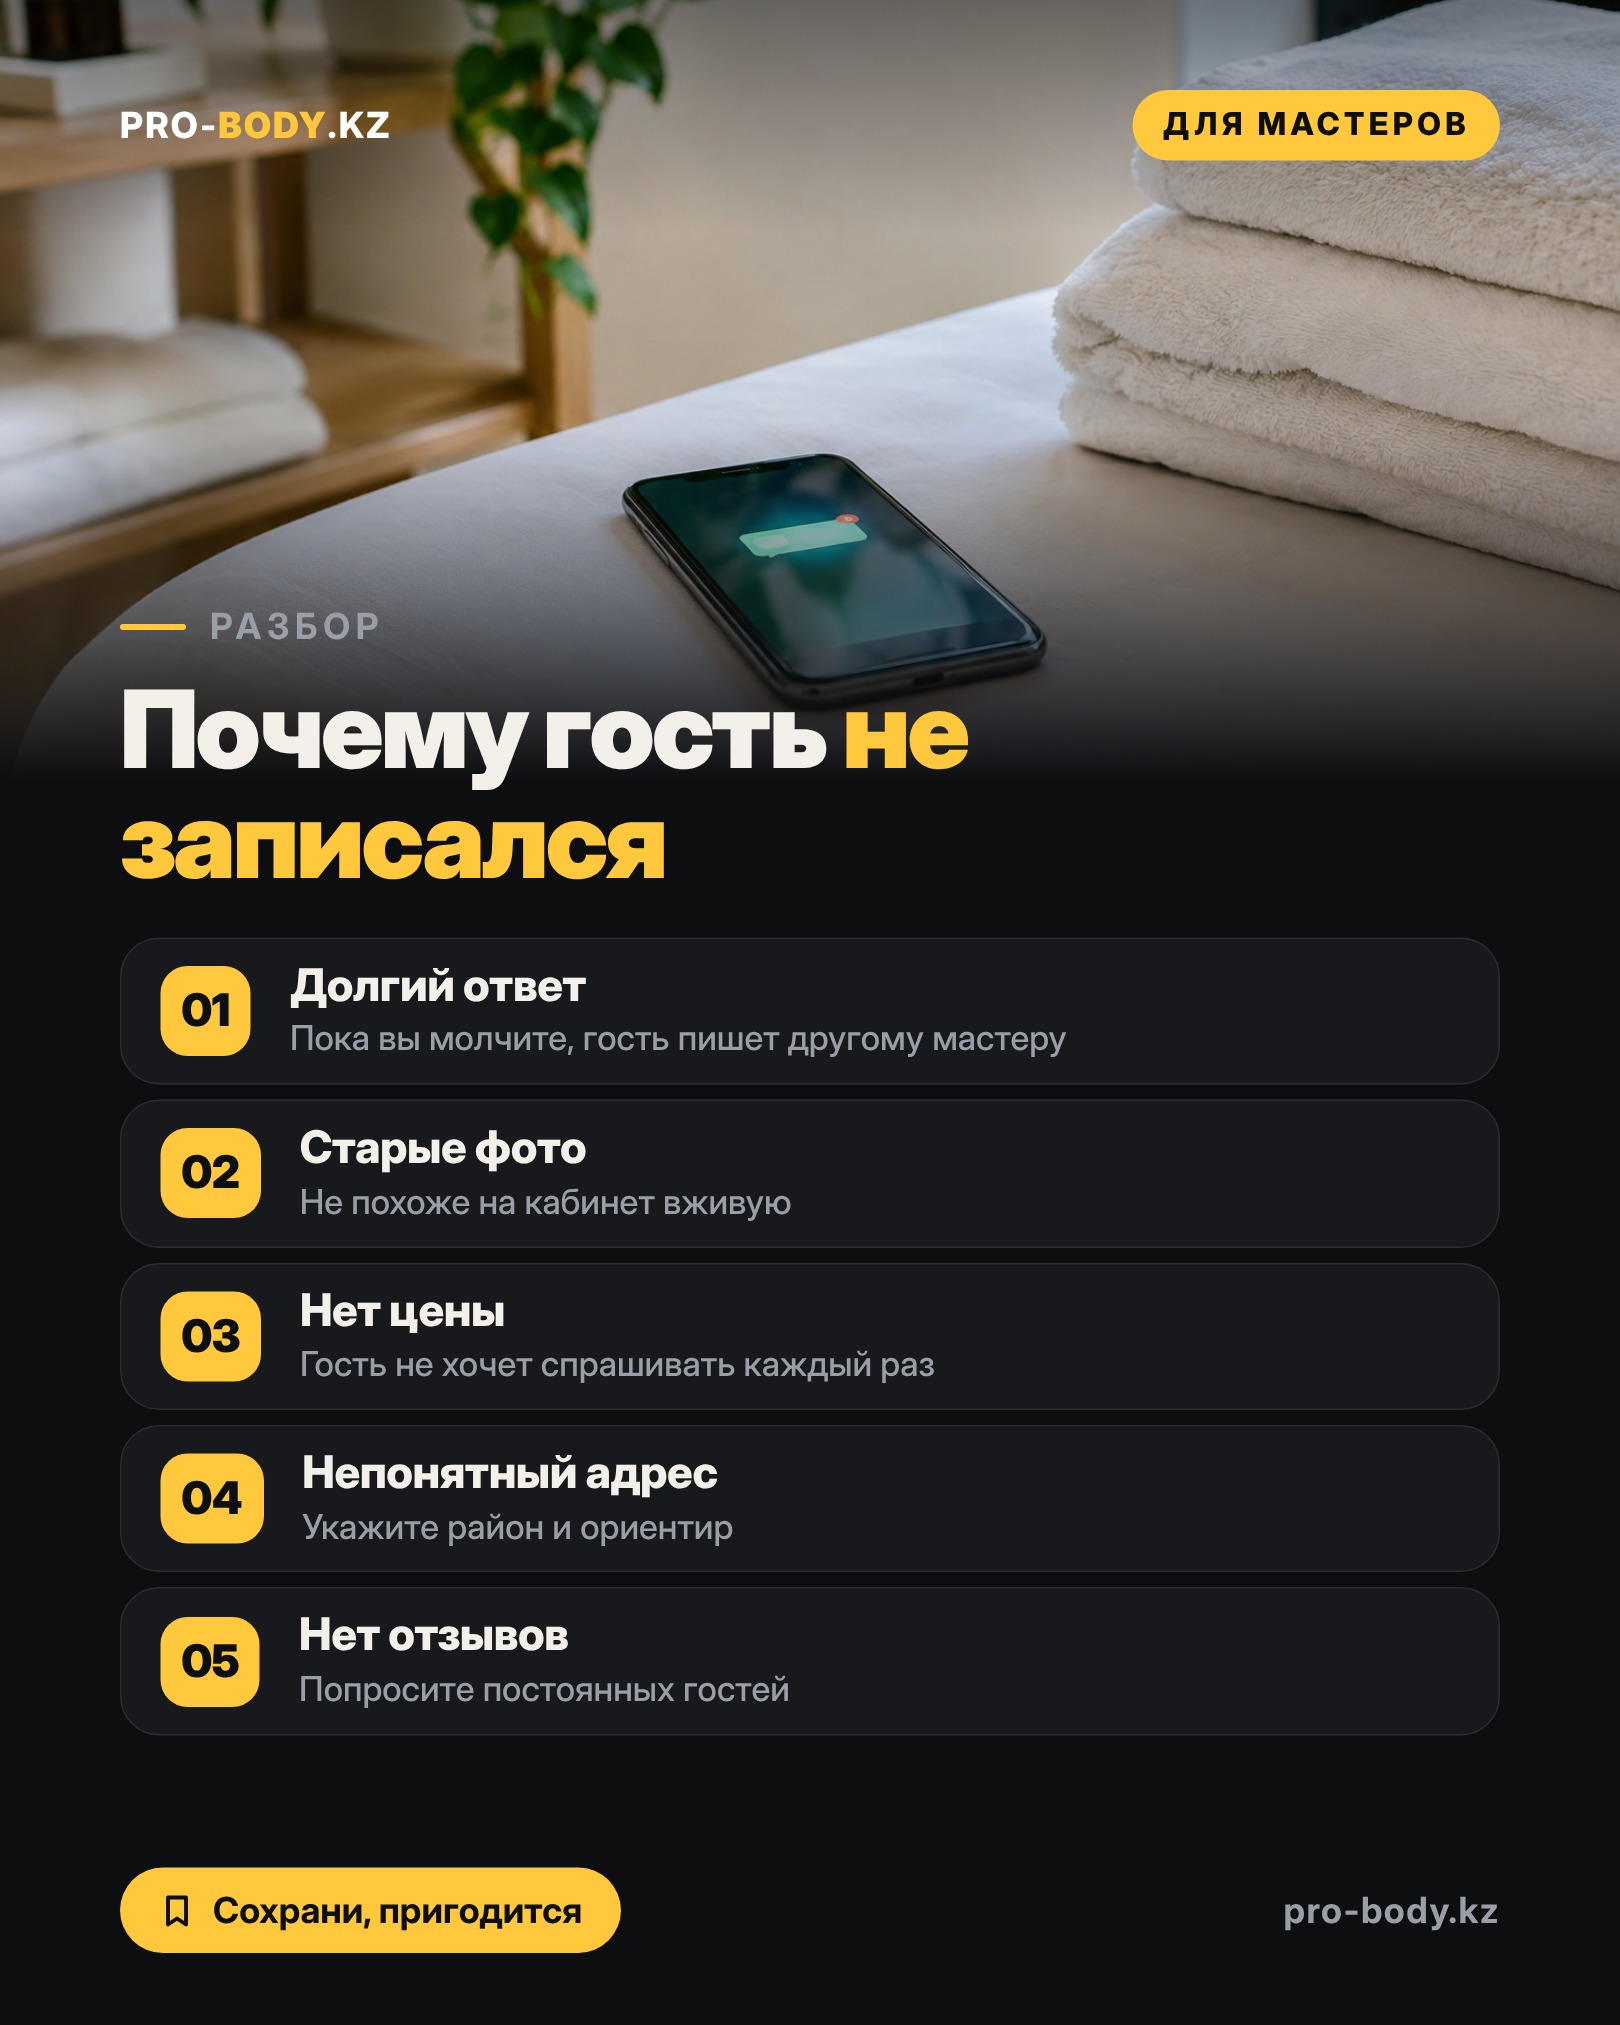 PRO-BODY.KZ
ДЛЯ МАСТЕРОВ
РАЗБОР
Почему гость не
записался
01
Долгий ответ
Пока вы молчите, гость пишет другому мастеру
02
Старые фото
Не похоже на кабинет вживую
03
Нет цены
Гость не хочет спрашивать каждый раз
04
Непонятный адрес
Укажите район и ориентир
05
Нет отзывов
Попросите постоянных гостей
Сохрани, пригодится
pro-body.kz